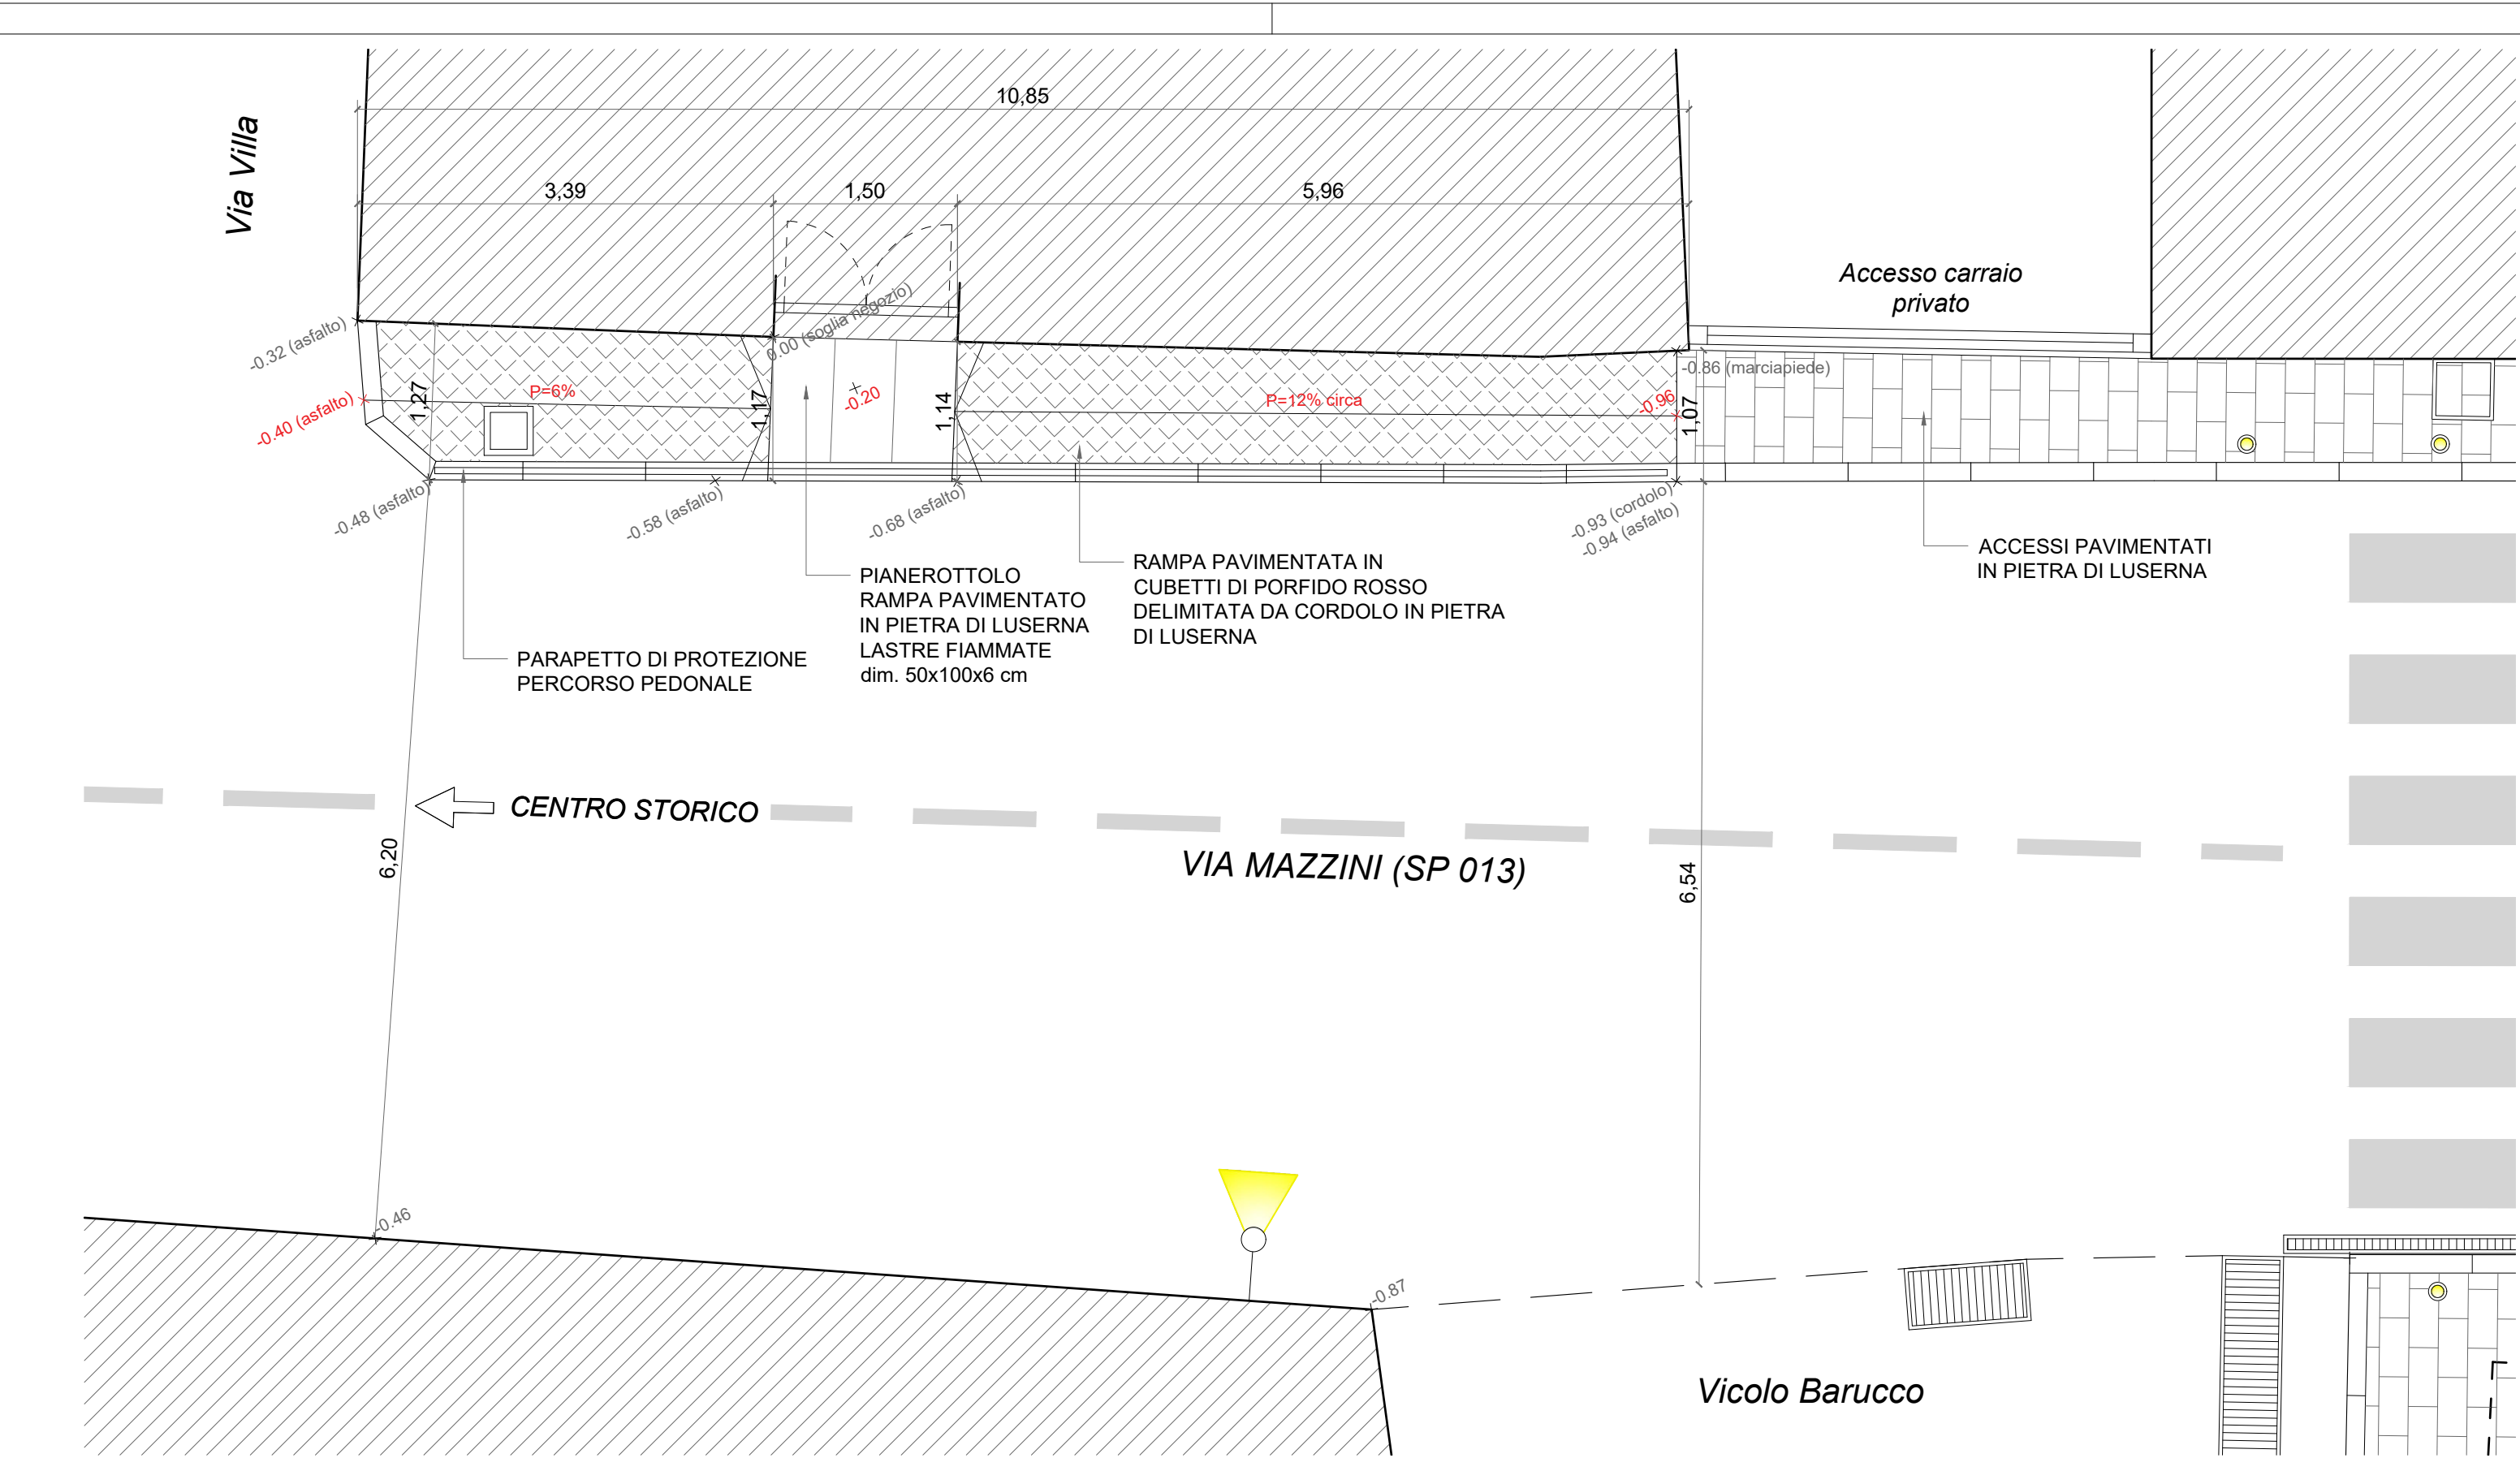 10,85
Via Villa
3,39
1,50
5,96
Accesso carraio
privato
0.00 (soglia negozio)
-0.32 (asfalto)
-0.86 (marciapiede)
-0.40 (asfalto)
1,27
P=6%
1,17
-0.20
1,14
P=12% circa
-0.96
1,07
-0.48 (asfalto)
-0.58 (asfalto)
-0.68 (asfalto)
-0.93 (cordolo)
-0.94 (asfalto)
ACCESSI PAVIMENTATI
IN PIETRA DI LUSERNA
RAMPA PAVIMENTATA IN
CUBETTI DI PORFIDO ROSSO
DELIMITATA DA CORDOLO IN PIETRA
DI LUSERNA
PIANEROTTOLO
RAMPA PAVIMENTATO
IN PIETRA DI LUSERNA
LASTRE FIAMMATE
dim. 50x100x6 cm
PARAPETTO DI PROTEZIONE
PERCORSO PEDONALE
CENTRO STORICO
6,20
VIA MAZZINI (SP 013)
6,54
-0.46
-0.87
Vicolo Barucco